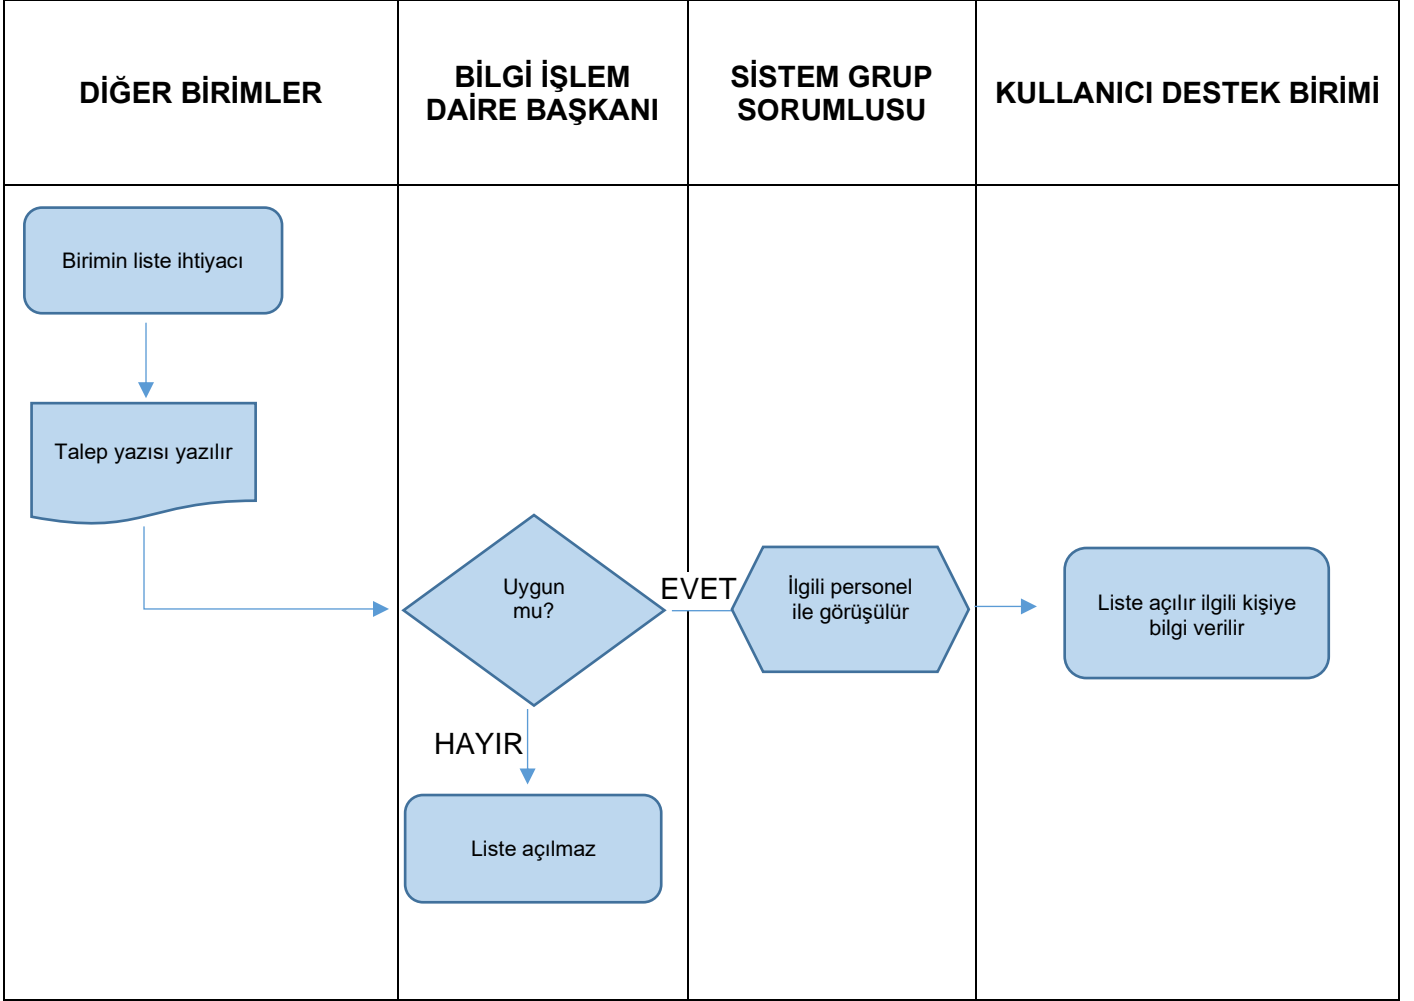 DİĞER BİRİMLER
BİLGİ İŞLEM
DAİRE BAŞKANI
SİSTEM GRUP
SORUMLUSU
KULLANICI DESTEK BİRİMİ
Birimin liste ihtiyacı
Talep yazısı yazılır
Uygun
mu?
EVET
İlgili personel
ile görüşülür
Liste açılır ilgili kişiye
bilgi verilir
HAYIR
Liste açılmaz